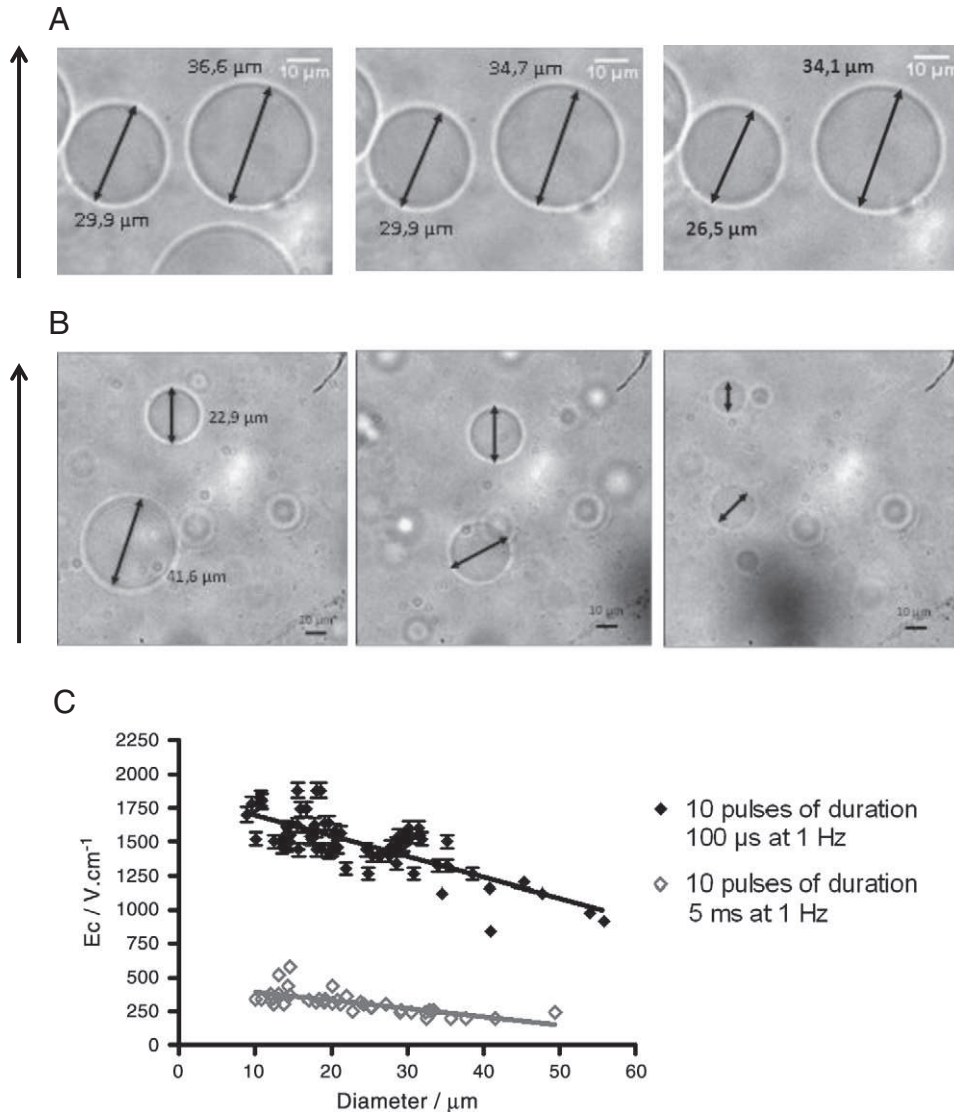 A
36,6 µm
10 µm
29,9 µm
34,7 µm
10 µm
29,9 µm
34,1 µm
10 µm
26,5 µm
B
22,9 µm
41,6 µm
10 µm
10 µm
10 µm
C
Ec / V.cm⁻¹
2250
2000
1750
1500
1250
1000
750
500
250
0
0 10 20 30 40 50 60
Diameter / µm
10 pulses of duration
100 µs at 1 Hz
10 pulses of duration
5 ms at 1 Hz